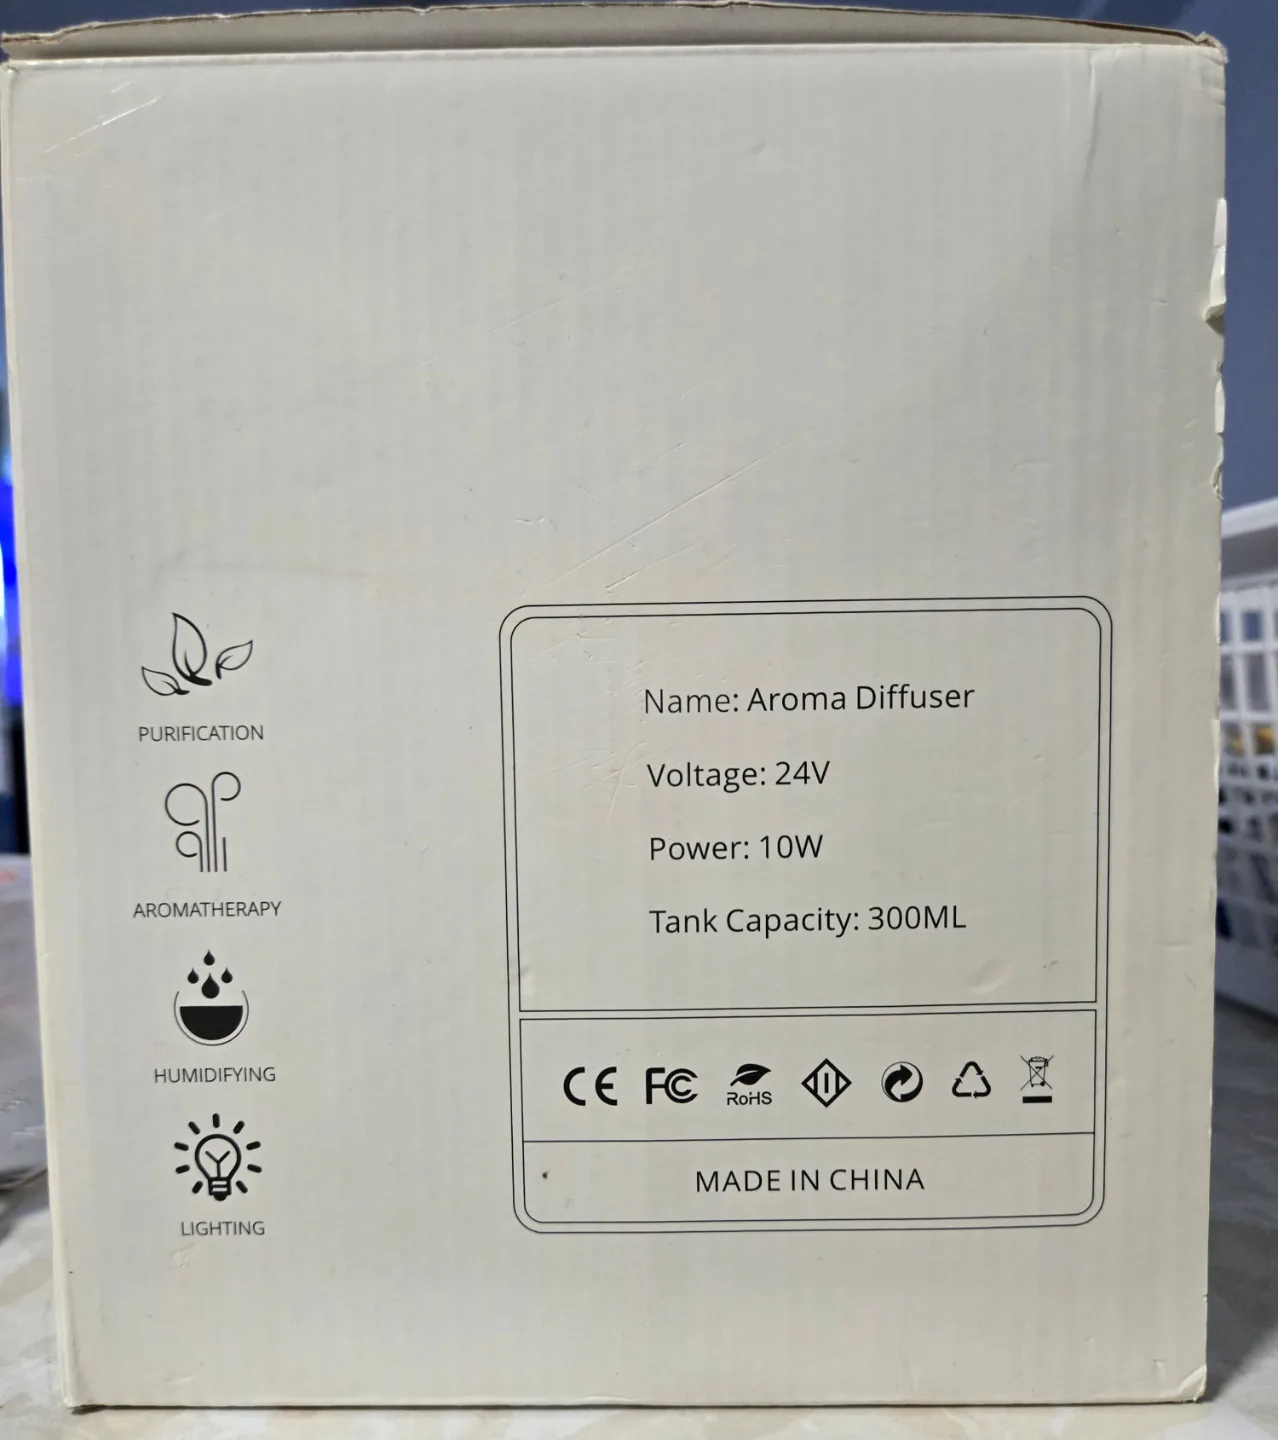 PURIFICATION
AROMATHERAPY
HUMIDIFYING
LIGHTING
Name: Aroma Diffuser
Voltage: 24V
Power: 10W
Tank Capacity: 300ML
CE FC RoHS
MADE IN CHINA